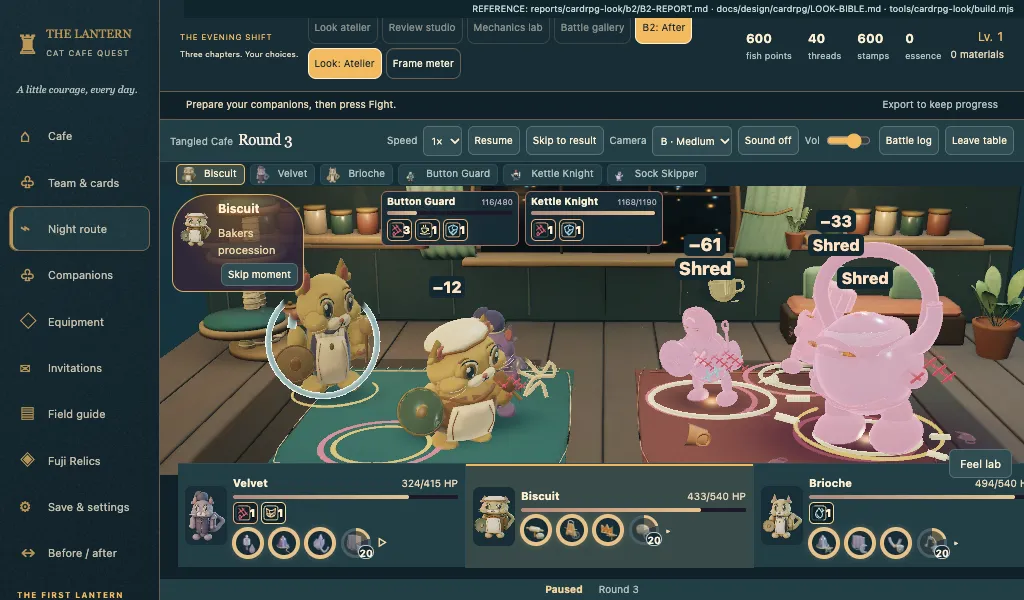 REFERENCE: reports/cardrpg-look/b2/B2-REPORT.md · docs/design/cardrpg/LOOK-BIBLE.md · tools/cardrpg-look/build.mjs
THE LANTERN
CAT CAFE QUEST
A little courage, every day.
Cafe
Team & cards
Night route
Companions
Equipment
Invitations
Field guide
Fuji Relics
Save & settings
Before / after
THE FIRST LANTERN
THE EVENING SHIFT
Three chapters. Your choices.
Look atelier
Review studio
Mechanics lab
Battle gallery
B2: After
Look: Atelier
Frame meter
600 fish points
40 threads
600 stamps
0 essence
Lv. 1
0 materials
Prepare your companions, then press Fight.
Export to keep progress
Tangled Cafe Round 3
Speed 1x Resume Skip to result Camera B · Medium Sound off Vol Battle log Leave table
Biscuit Velvet Brioche Button Guard Kettle Knight Sock Skipper
Biscuit
Bakers
procession
Skip moment
Button Guard 116/480
3 1 1
Kettle Knight 1168/1190
1 1
−12
−61
Shred
−33
Shred
Shred
Feel lab
Velvet 324/415 HP
1 1
20
Biscuit 433/540 HP
20
Brioche 494/540 H
1
20
Paused Round 3